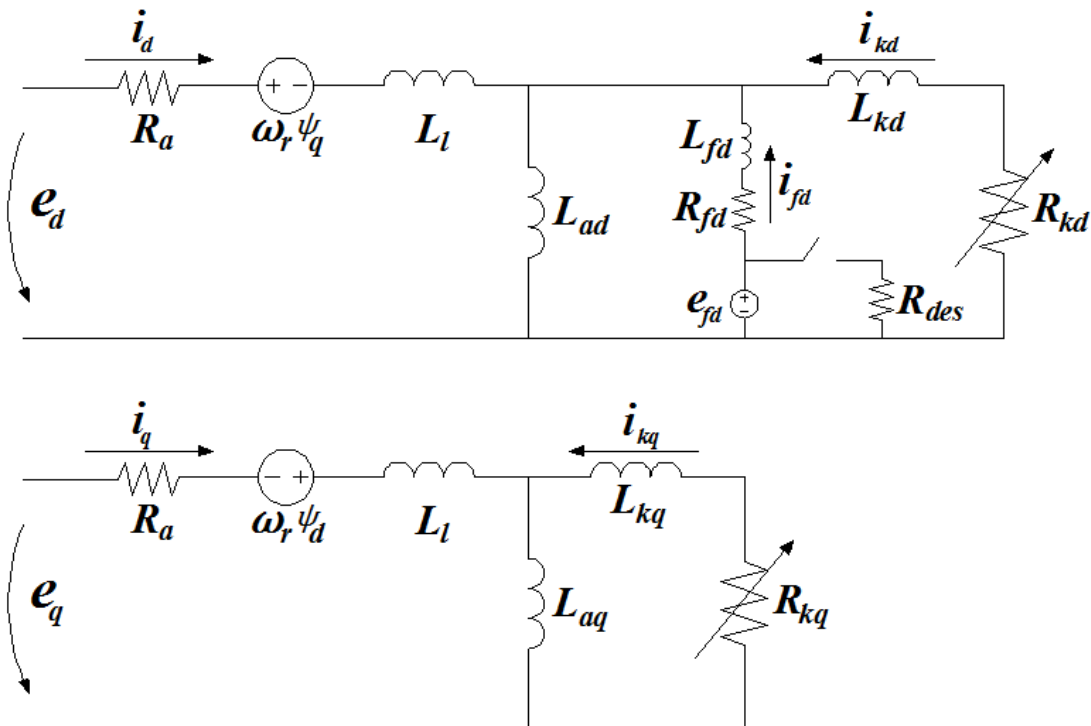 i_d
i_kd
R_a
ω_r ψ_q
L_l
L_kd
L_fd
i_fd
e_d
L_ad
R_fd
R_kd
e_fd
R_des
i_q
i_kq
R_a
ω_r ψ_d
L_l
L_kq
e_q
L_aq
R_kq